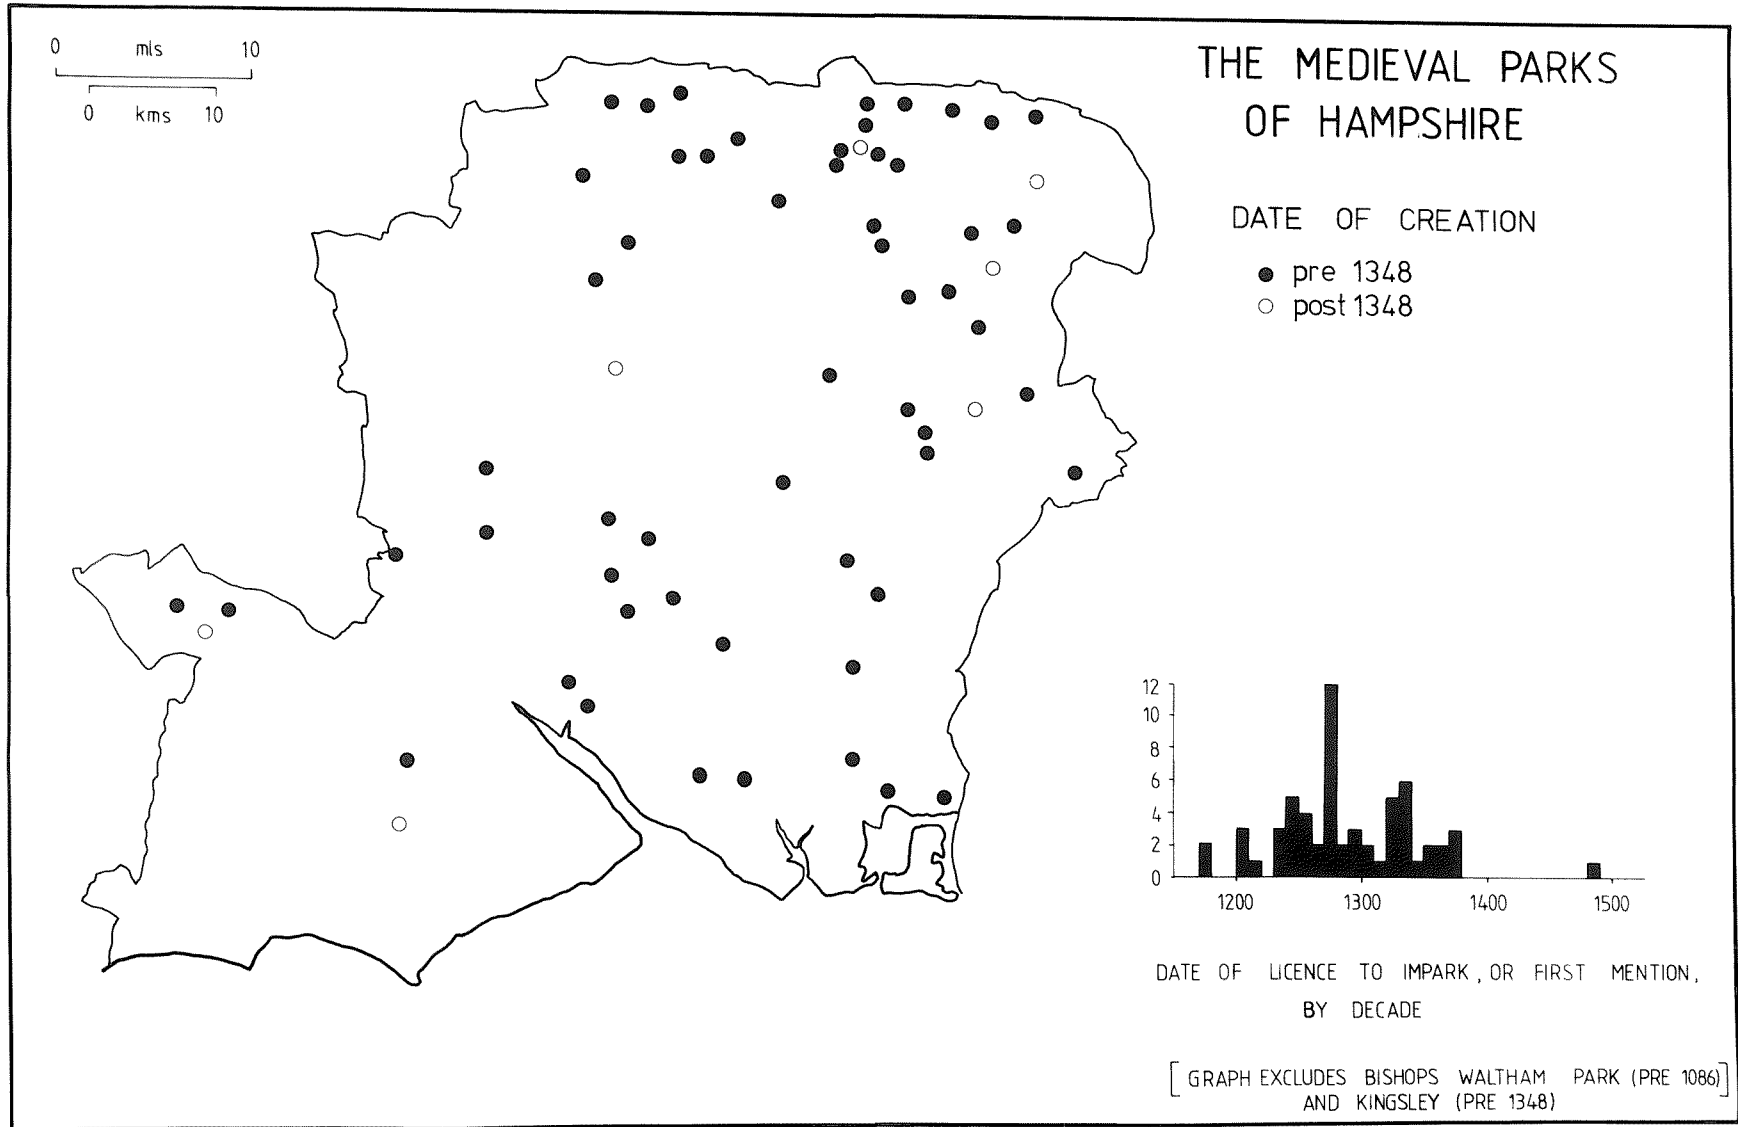 0 mls 10
0 kms 10
THE MEDIEVAL PARKS
OF HAMPSHIRE
DATE OF CREATION
pre 1348
post 1348
12
10
8
6
4
2
0
1200 1300 1400 1500
DATE OF LICENCE TO IMPARK, OR FIRST MENTION,
BY DECADE
[GRAPH EXCLUDES BISHOPS WALTHAM PARK (PRE 1086)]
AND KINGSLEY (PRE 1348)